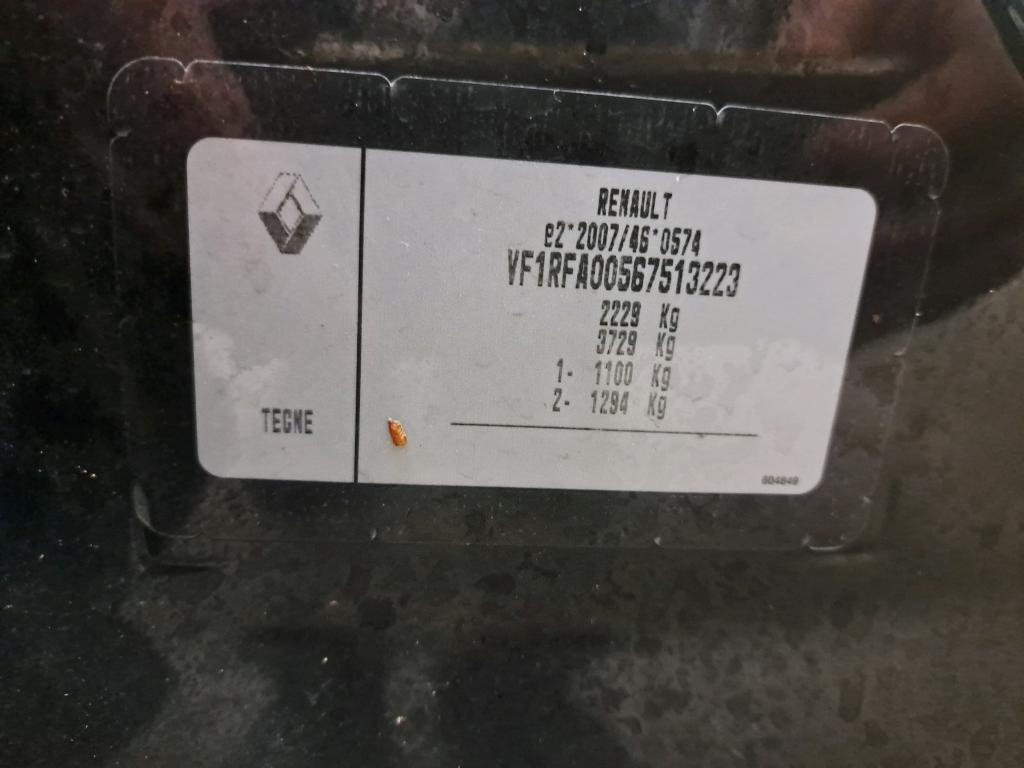 RENAULT
e2*2007/46*0574
VF1RFA00567513223
2229 Kg
3729 Kg
1- 1100 Kg
2- 1294 Kg
TEGNE
604849